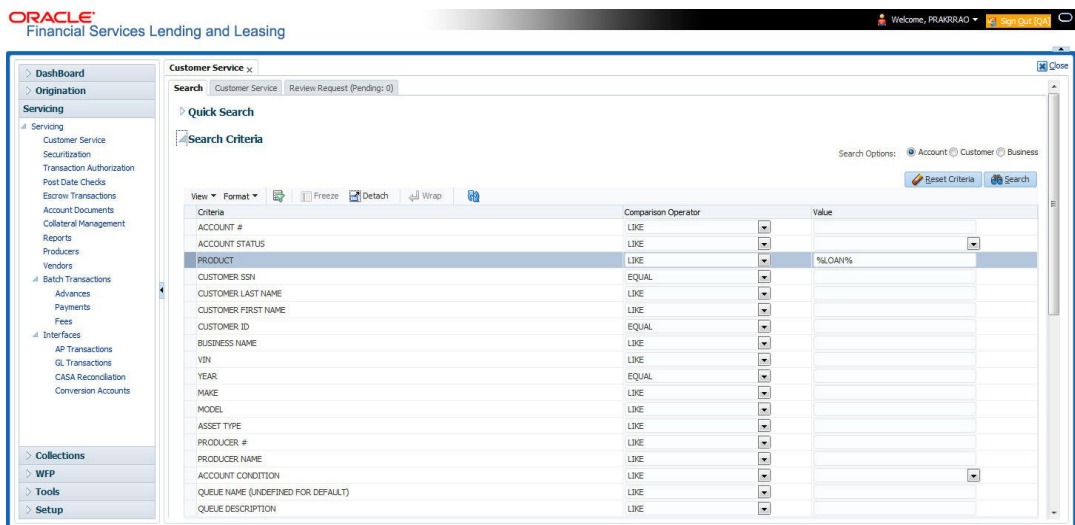 ORACLE
Financial Services Lending and Leasing
Welcome, PRAKRRAO
Sign Out [QA]
DashBoard
Origination
Servicing
Servicing
Customer Service
Securitization
Transaction Authorization
Post Date Checks
Escrow Transactions
Account Documents
Collateral Management
Reports
Producers
Vendors
Batch Transactions
Advances
Payments
Fees
Interfaces
AP Transactions
GL Transactions
CASA Reconciliation
Conversion Accounts
Collections
WFP
Tools
Setup
Customer Service
Close
Search Customer Service Review Request (Pending: 0)
Quick Search
Search Criteria
Search Options: Account Customer Business
Reset Criteria Search
View Format Freeze Detach Wrap
Criteria Comparison Operator Value
ACCOUNT # LIKE
ACCOUNT STATUS LIKE
PRODUCT LIKE %LOAN%
CUSTOMER SSN EQUAL
CUSTOMER LAST NAME LIKE
CUSTOMER FIRST NAME LIKE
CUSTOMER ID EQUAL
BUSINESS NAME LIKE
VIN LIKE
YEAR EQUAL
MAKE LIKE
MODEL LIKE
ASSET TYPE LIKE
PRODUCER # LIKE
PRODUCER NAME LIKE
ACCOUNT CONDITION LIKE
QUEUE NAME (UNDEFINED FOR DEFAULT) LIKE
QUEUE DESCRIPTION LIKE